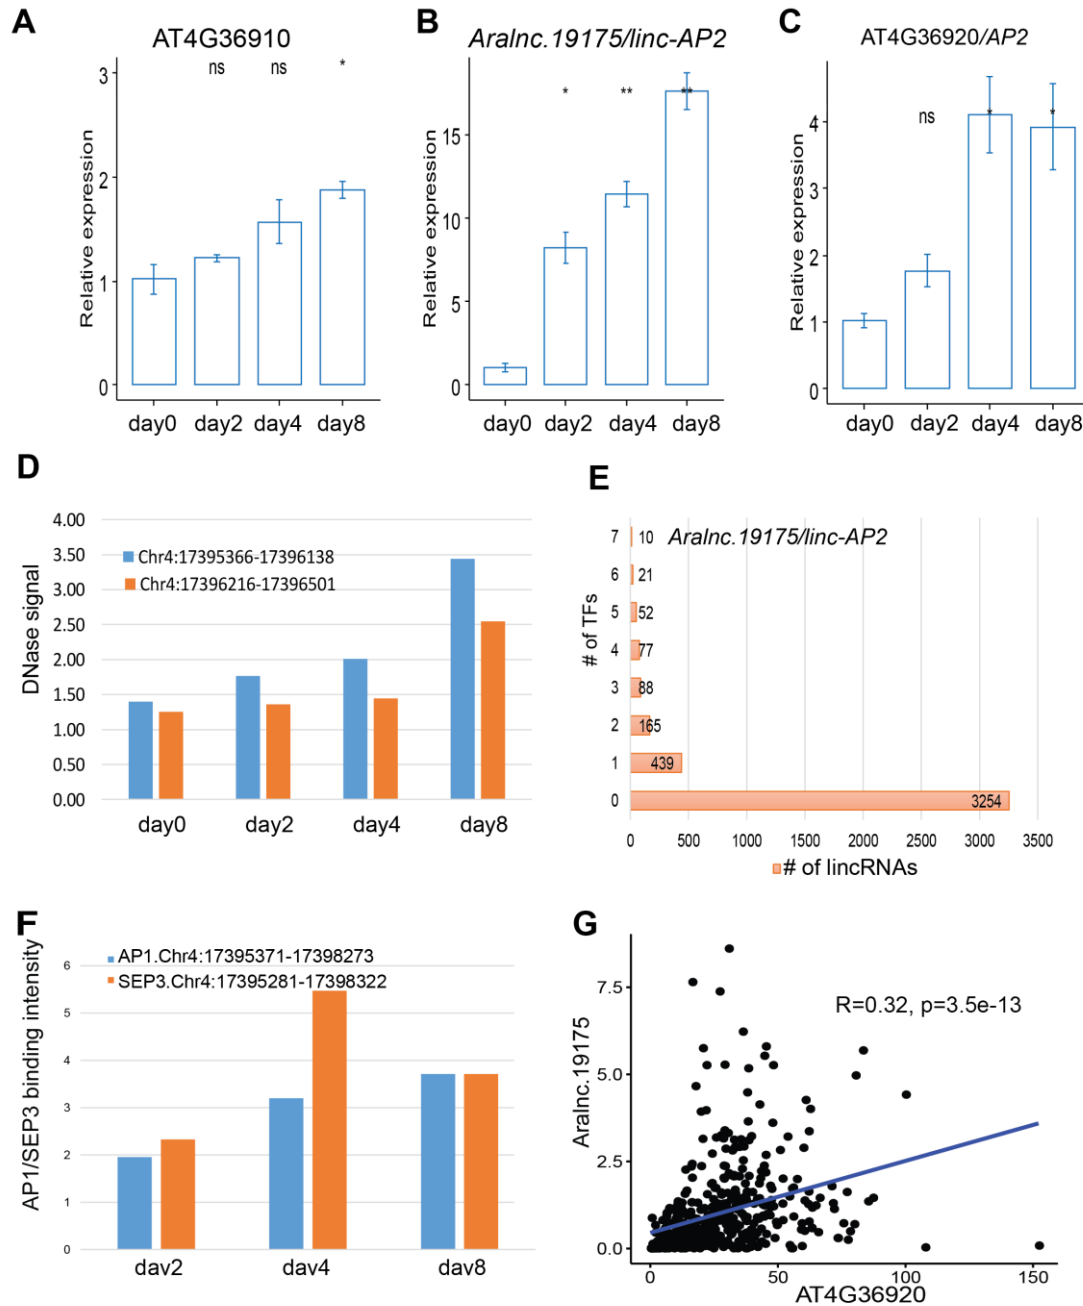 A
AT4G36910
Relative expression
3
2
1
0
ns
ns
*
day0
day2
day4
day8
B
Aralnc.19175/linc-AP2
Relative expression
15
10
5
0
*
**
**
day0
day2
day4
day8
C
AT4G36920/AP2
Relative expression
4
3
2
1
0
ns
*
*
day0
day2
day4
day8
D
DNase signal
4.00
3.50
3.00
2.50
2.00
1.50
1.00
0.50
0.00
Chr4:17395366-17396138
Chr4:17396216-17396501
day0
day2
day4
day8
E
Aralnc.19175/linc-AP2
# of TFs
7
10
6
21
5
52
4
77
3
88
2
165
1
439
0
3254
0
500
1000
1500
2000
2500
3000
3500
# of lincRNAs
F
AP1/SEP3 binding intensity
AP1.Chr4:17395371-17398273
SEP3.Chr4:17395281-17398322
6
5
4
3
2
1
0
day2
day4
day8
G
Aralnc.19175
7.5
5.0
2.5
0.0
R=0.32, p=3.5e-13
0
50
100
150
AT4G36920